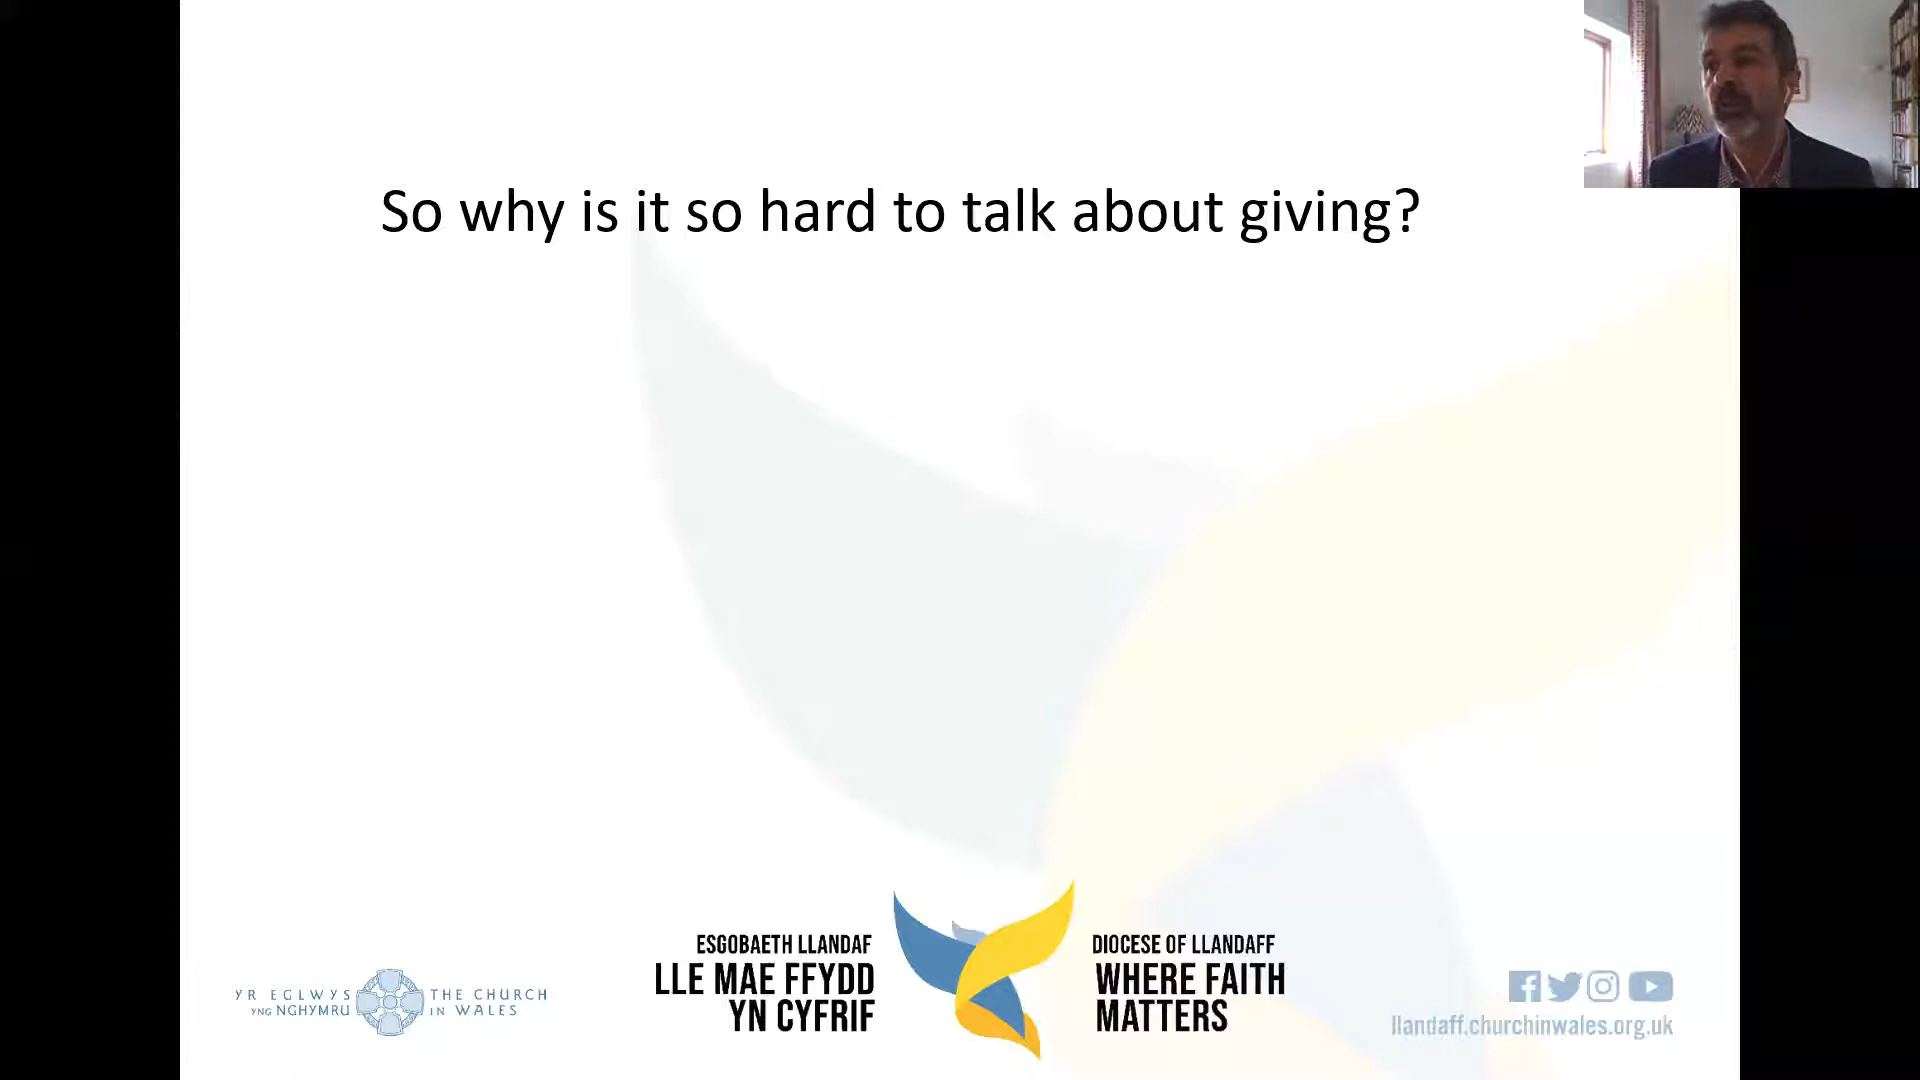 So why is it so hard to talk about giving?
ESGOBAETH LLANDAF
LLE MAE FFYDD
YN CYFRIF
DIOCESE OF LLANDAFF
WHERE FAITH
MATTERS
YR EGLWYS
YNG NGHYMRU
THE CHURCH
IN WALES
llandaff.churchinwales.org.uk